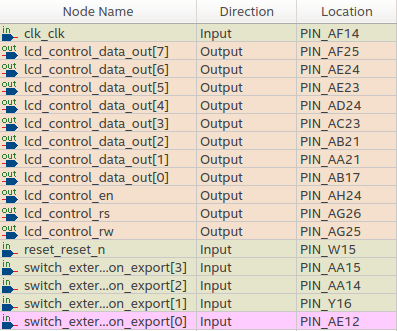 Node Name Direction Location
in clk_clk Input PIN_AF14
out lcd_control_data_out[7] Output PIN_AF25
out lcd_control_data_out[6] Output PIN_AE24
out lcd_control_data_out[5] Output PIN_AE23
out lcd_control_data_out[4] Output PIN_AD24
out lcd_control_data_out[3] Output PIN_AC23
out lcd_control_data_out[2] Output PIN_AB21
out lcd_control_data_out[1] Output PIN_AA21
out lcd_control_data_out[0] Output PIN_AB17
out lcd_control_en Output PIN_AH24
out lcd_control_rs Output PIN_AG26
out lcd_control_rw Output PIN_AG25
in reset_reset_n Input PIN_W15
in switch_exter...on_export[3] Input PIN_AA15
in switch_exter...on_export[2] Input PIN_AA14
in switch_exter...on_export[1] Input PIN_Y16
in switch_exter...on_export[0] Input PIN_AE12